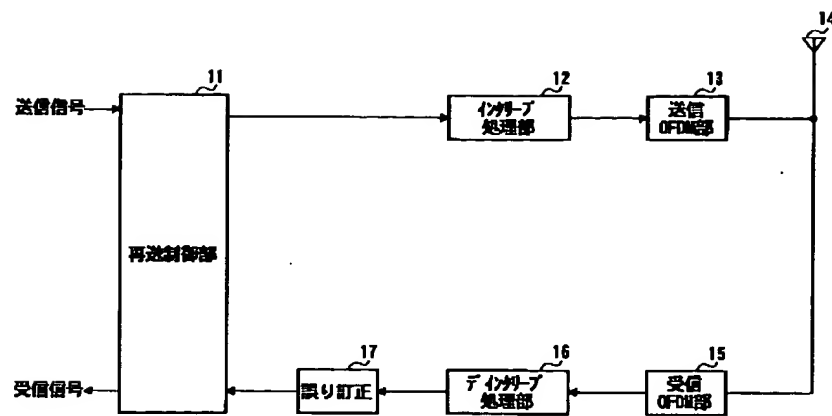 14
11
12
13
送信信号
インタリーブ
処理部
送信
OFDM部
再送制御部
17
16
15
受信信号
誤り訂正
デインタリーブ
処理部
受信
OFDM部